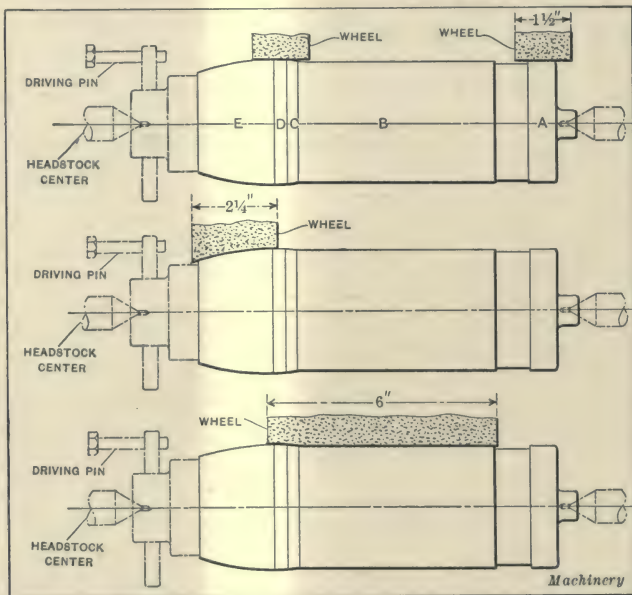 1½"
WHEEL
WHEEL
DRIVING PIN
E
D
C
B
A
HEADSTOCK
CENTER
2¼"
WHEEL
DRIVING PIN
HEADSTOCK
CENTER
6"
WHEEL
DRIVING PIN
HEADSTOCK
CENTER
Machinery